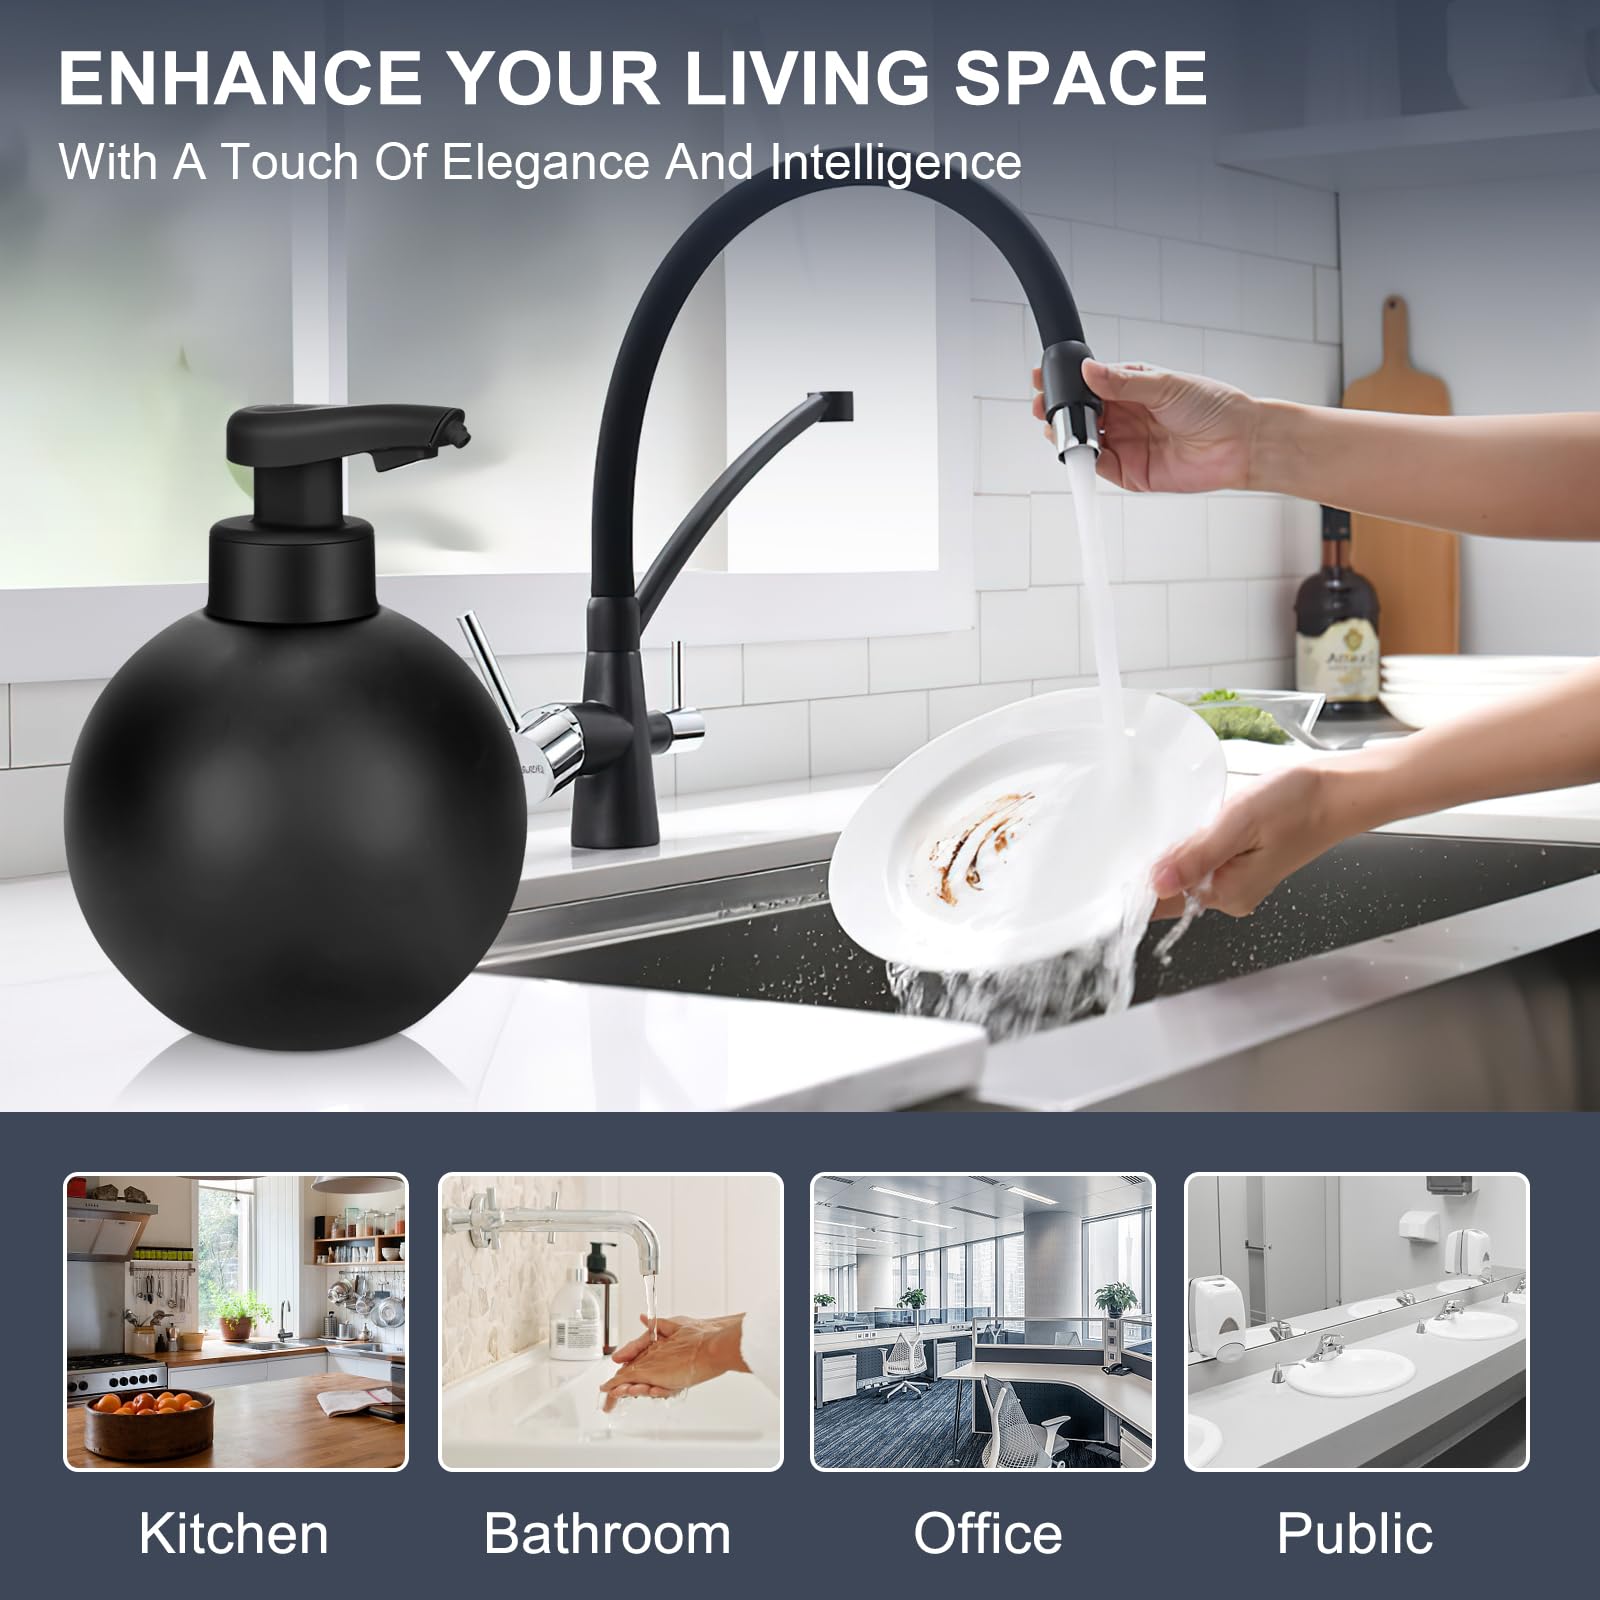 ENHANCE YOUR LIVING SPACE
With A Touch Of Elegance And Intelligence
Kitchen
Bathroom
Office
Public